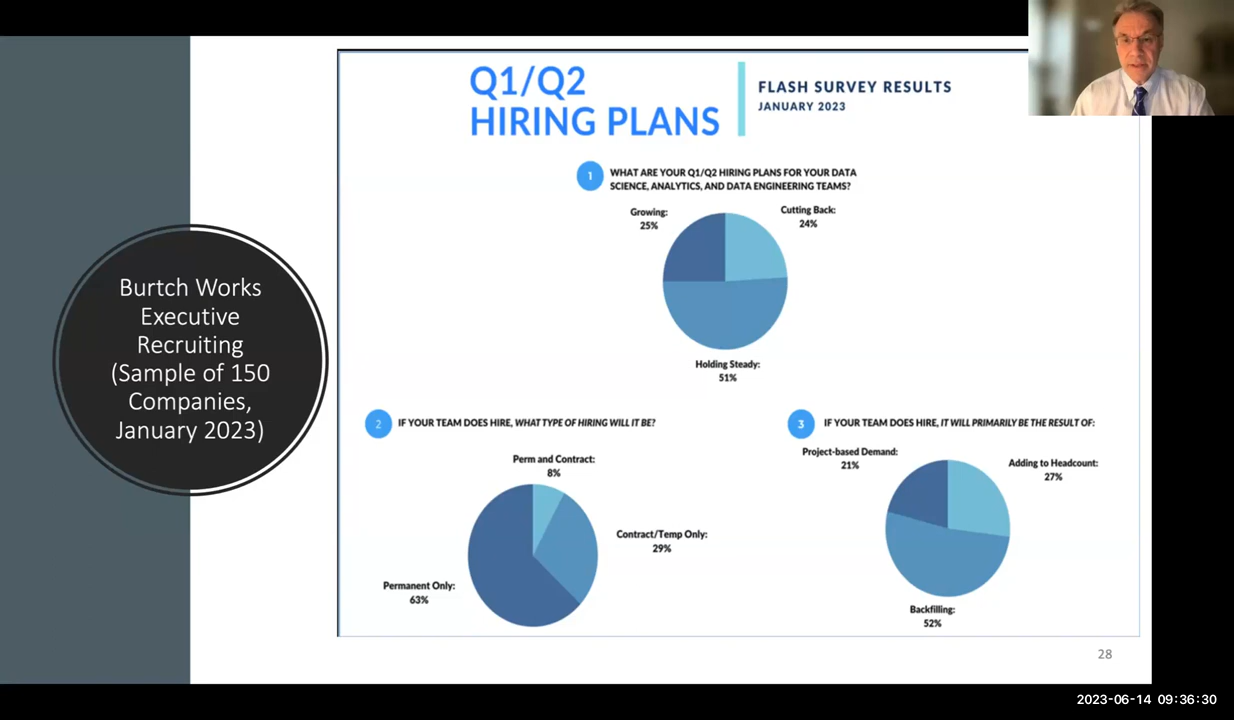 Q1/Q2
HIRING PLANS
FLASH SURVEY RESULTS
JANUARY 2023
1
WHAT ARE YOUR Q1/Q2 HIRING PLANS FOR YOUR DATA
SCIENCE, ANALYTICS, AND DATA ENGINEERING TEAMS?
Growing:
25%
Cutting Back:
24%
Holding Steady:
51%
Burtch Works
Executive
Recruiting
(Sample of 150
Companies,
January 2023)
2
IF YOUR TEAM DOES HIRE, WHAT TYPE OF HIRING WILL IT BE?
Perm and Contract:
8%
Contract/Temp Only:
29%
Permanent Only:
63%
3
IF YOUR TEAM DOES HIRE, IT WILL PRIMARILY BE THE RESULT OF:
Project-based Demand:
21%
Adding to Headcount:
27%
Backfilling:
52%
28
2023-06-14 09:36:30